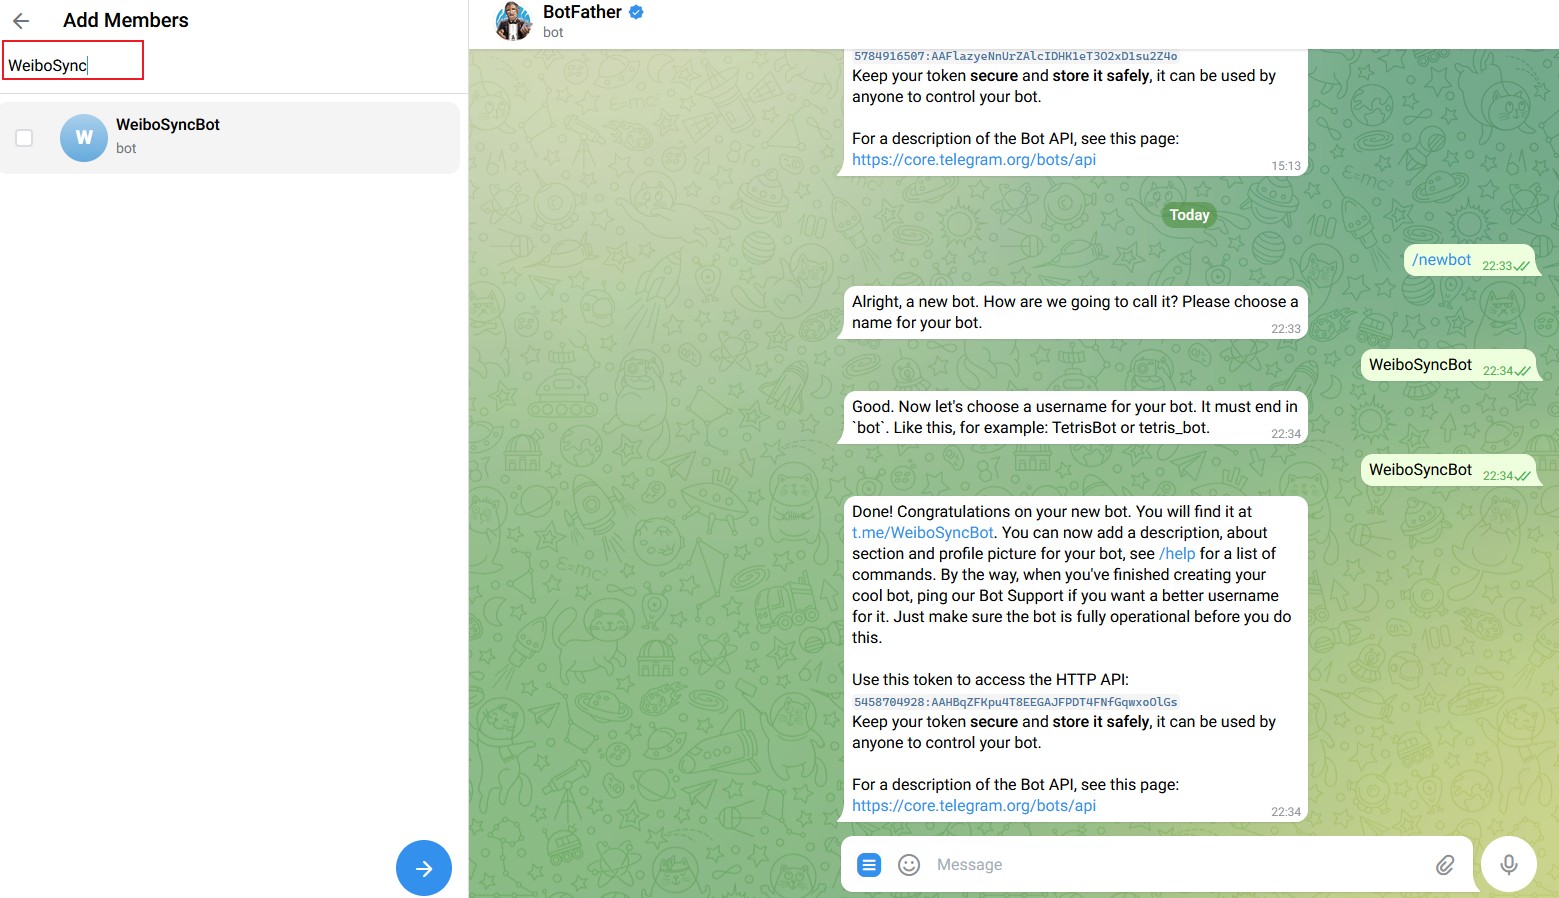 Add Members
WeiboSync
W
WeiboSyncBot
bot
BotFather
bot
5784916507:AAFlazyeNnUrZAlcIDHK1eT3O2xD1su2Z4o
Keep your token secure and store it safely, it can be used by
anyone to control your bot.
For a description of the Bot API, see this page:
https://core.telegram.org/bots/api
15:13
Today
/newbot 22:33
Alright, a new bot. How are we going to call it? Please choose a
name for your bot.
22:33
WeiboSyncBot 22:34
Good. Now let's choose a username for your bot. It must end in
`bot`. Like this, for example: TetrisBot or tetris_bot.
22:34
WeiboSyncBot 22:34
Done! Congratulations on your new bot. You will find it at
t.me/WeiboSyncBot. You can now add a description, about
section and profile picture for your bot, see /help for a list of
commands. By the way, when you've finished creating your
cool bot, ping our Bot Support if you want a better username
for it. Just make sure the bot is fully operational before you do
this.
Use this token to access the HTTP API:
5458704928:AAHBqZFKpu4T8EEGAJFPDT4FNfGqwxoOlGs
Keep your token secure and store it safely, it can be used by
anyone to control your bot.
For a description of the Bot API, see this page:
https://core.telegram.org/bots/api
22:34
Message